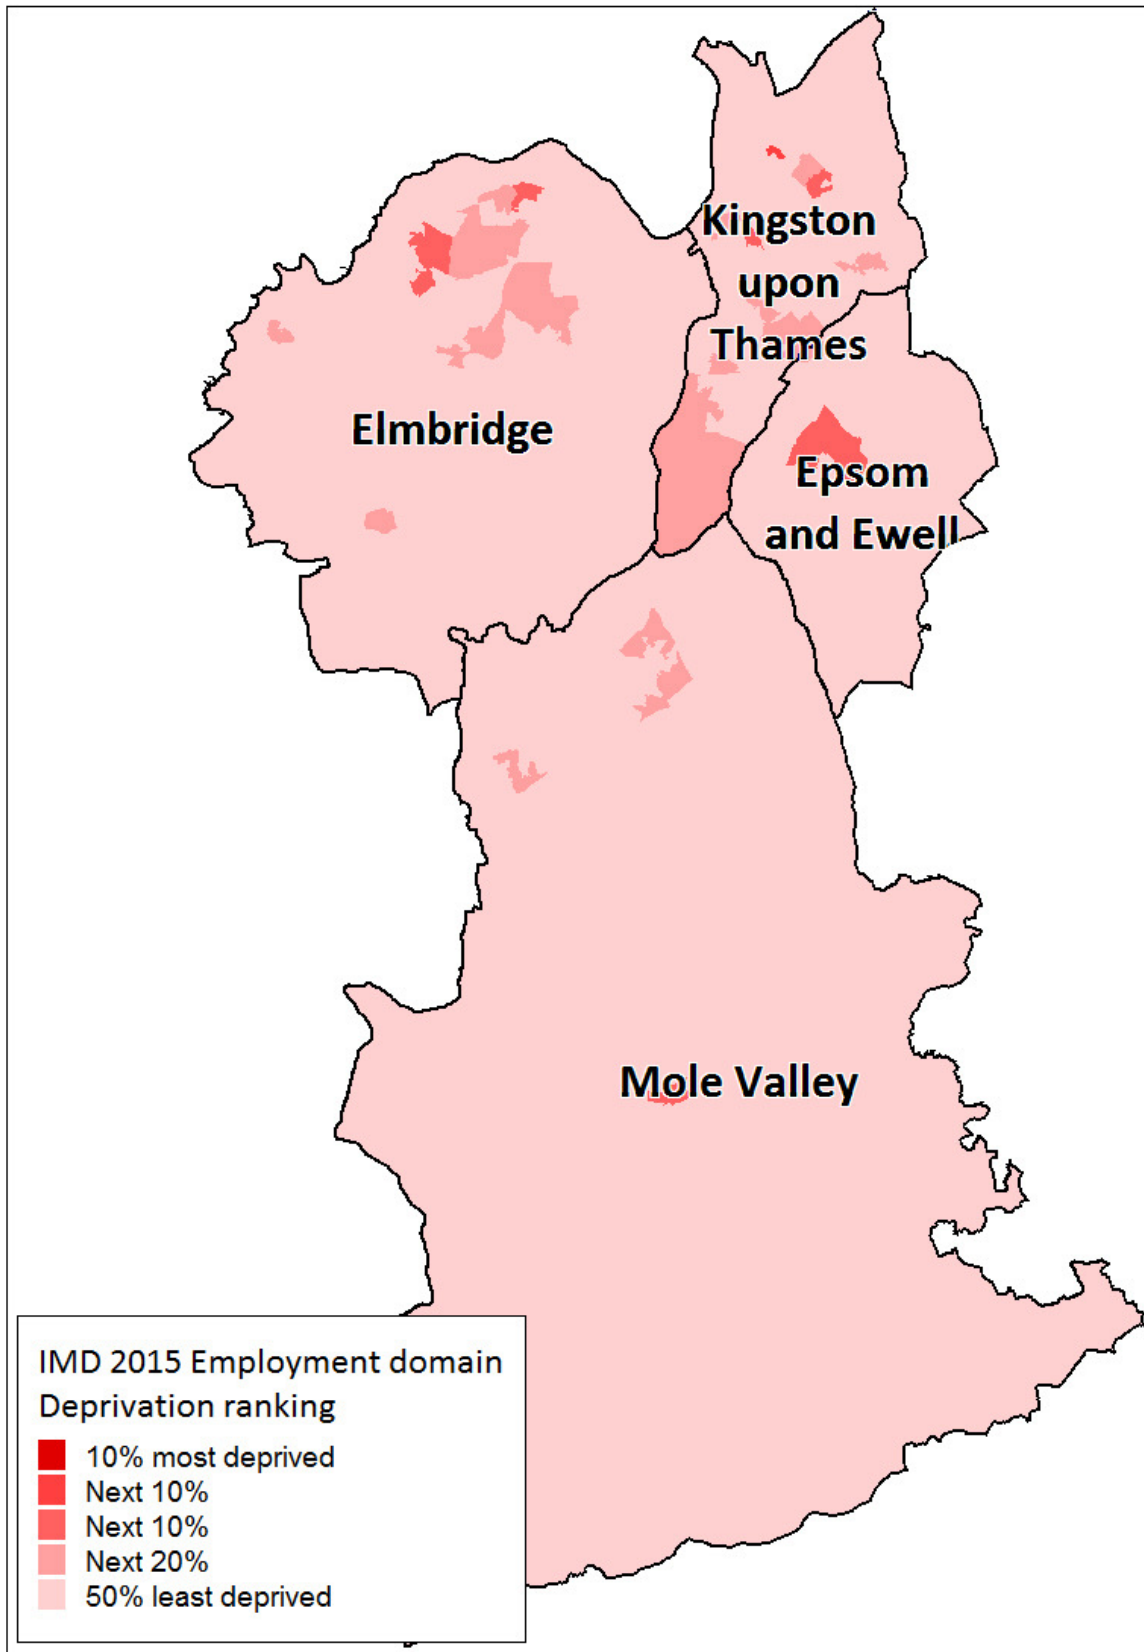 Kingston
upon
Thames
Elmbridge
Epsom
and Ewell
Mole Valley
IMD 2015 Employment domain
Deprivation ranking
10% most deprived
Next 10%
Next 10%
Next 20%
50% least deprived